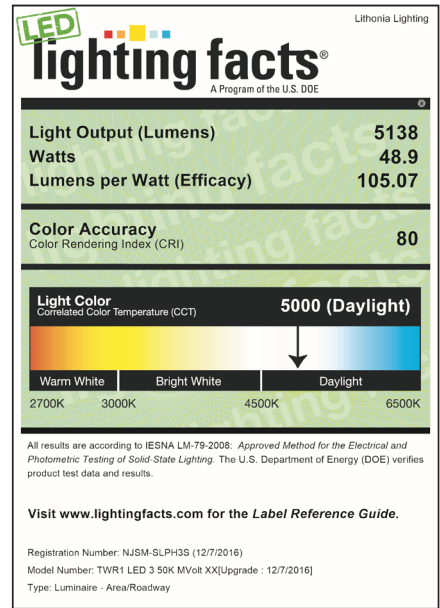 Lithonia Lighting
LED
lighting facts®
A Program of the U.S. DOE
Light Output (Lumens) 5138
Watts 48.9
Lumens per Watt (Efficacy) 105.07
Color Accuracy
Color Rendering Index (CRI) 80
Light Color
Correlated Color Temperature (CCT) 5000 (Daylight)
Warm White Bright White Daylight
2700K 3000K 4500K 6500K
All results are according to IESNA LM-79-2008: Approved Method for the Electrical and
Photometric Testing of Solid-State Lighting. The U.S. Department of Energy (DOE) verifies
product test data and results.
Visit www.lightingfacts.com for the Label Reference Guide.
Registration Number: NJSM-SLPH3S (12/7/2016)
Model Number: TWR1 LED 3 50K MVolt XX[Upgrade : 12/7/2016]
Type: Luminaire - Area/Roadway